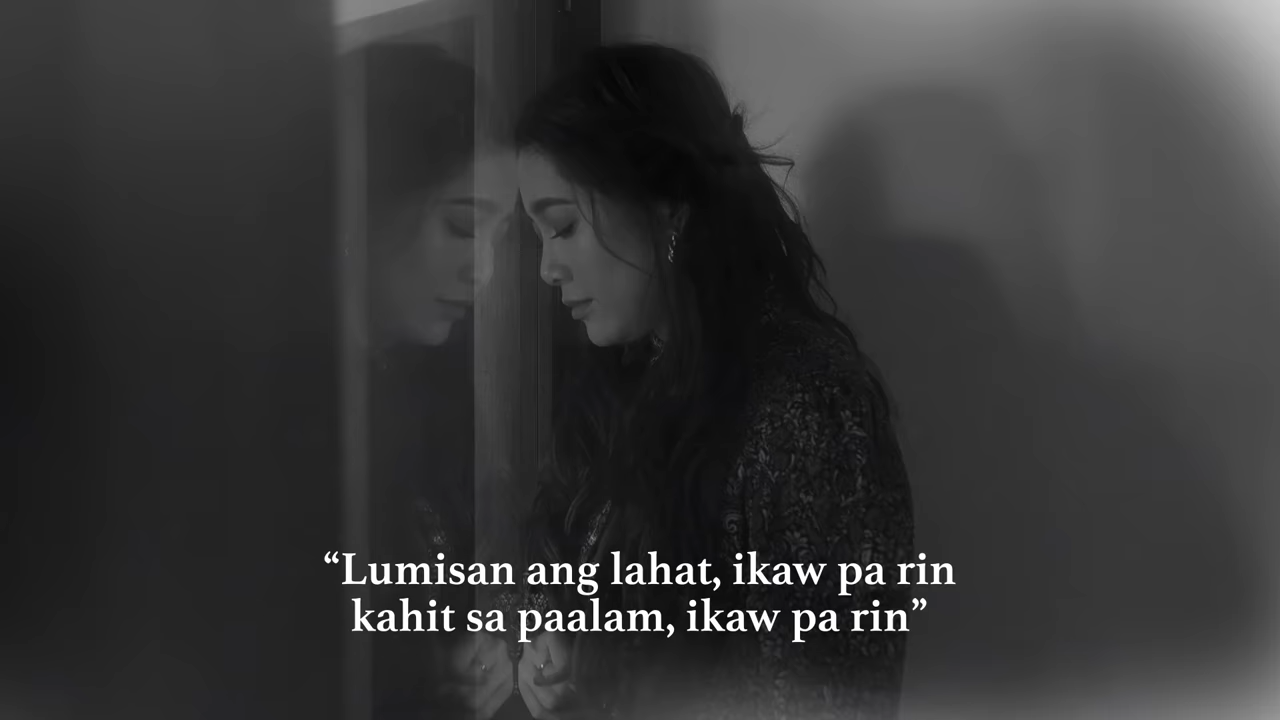 “Lumisan ang lahat, ikaw pa rin
kahit sa paalam, ikaw pa rin”